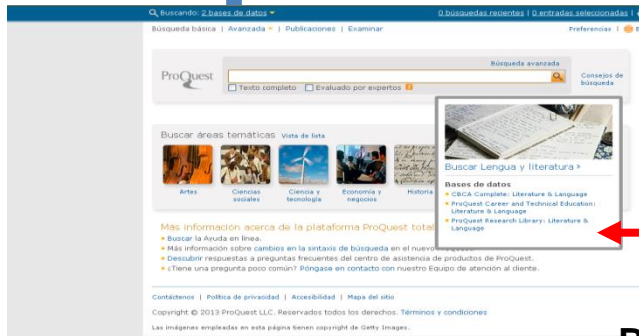 Buscando: 2 bases de datos
0 búsquedas recientes | 0 entradas seleccionadas |
Búsqueda básica | Avanzada | Publicaciones | Examinar
Preferencias |
Búsqueda avanzada
ProQuest
Consejos de búsqueda
Texto completo Evaluado por expertos
Buscar áreas temáticas Vista de lista
Artes
Ciencias sociales
Ciencia y tecnología
Economía y negocios
Historia
Buscar Lengua y literatura >
Bases de datos
CBCA Complete: Literature & Language
ProQuest Career and Technical Education:
Literature & Language
ProQuest Research Library: Literature &
Language
Más información acerca de la plataforma ProQuest total
Buscar la Ayuda en línea.
Más información sobre cambios en la sintaxis de búsqueda en el nuevo
Descubrir respuestas a preguntas frecuentes del centro de asistencia de productos de ProQuest.
¿Tiene una pregunta poco común? Póngase en contacto con nuestro Equipo de atención al cliente.
Contáctenos | Política de privacidad | Accesibilidad | Mapa del sitio
Copyright © 2013 ProQuest LLC. Reservados todos los derechos. Términos y condiciones
Las imágenes empleadas en esta página tienen copyright de Getty Images.